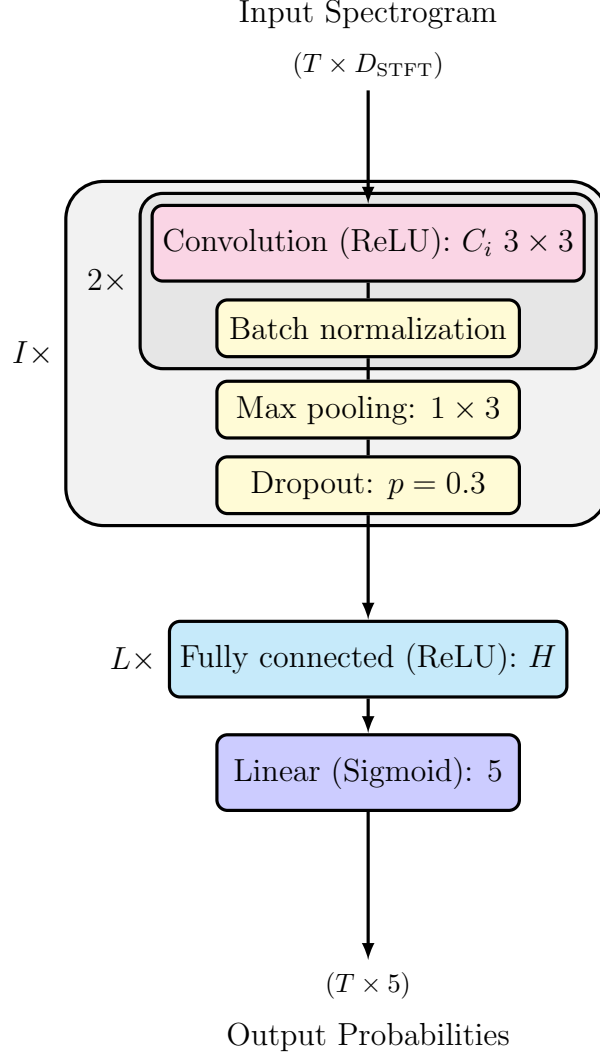 Input Spectrogram
(T × D_STFT)
Convolution (ReLU): C_i 3 × 3
2×
Batch normalization
I×
Max pooling: 1 × 3
Dropout: p = 0.3
L×
Fully connected (ReLU): H
Linear (Sigmoid): 5
(T × 5)
Output Probabilities